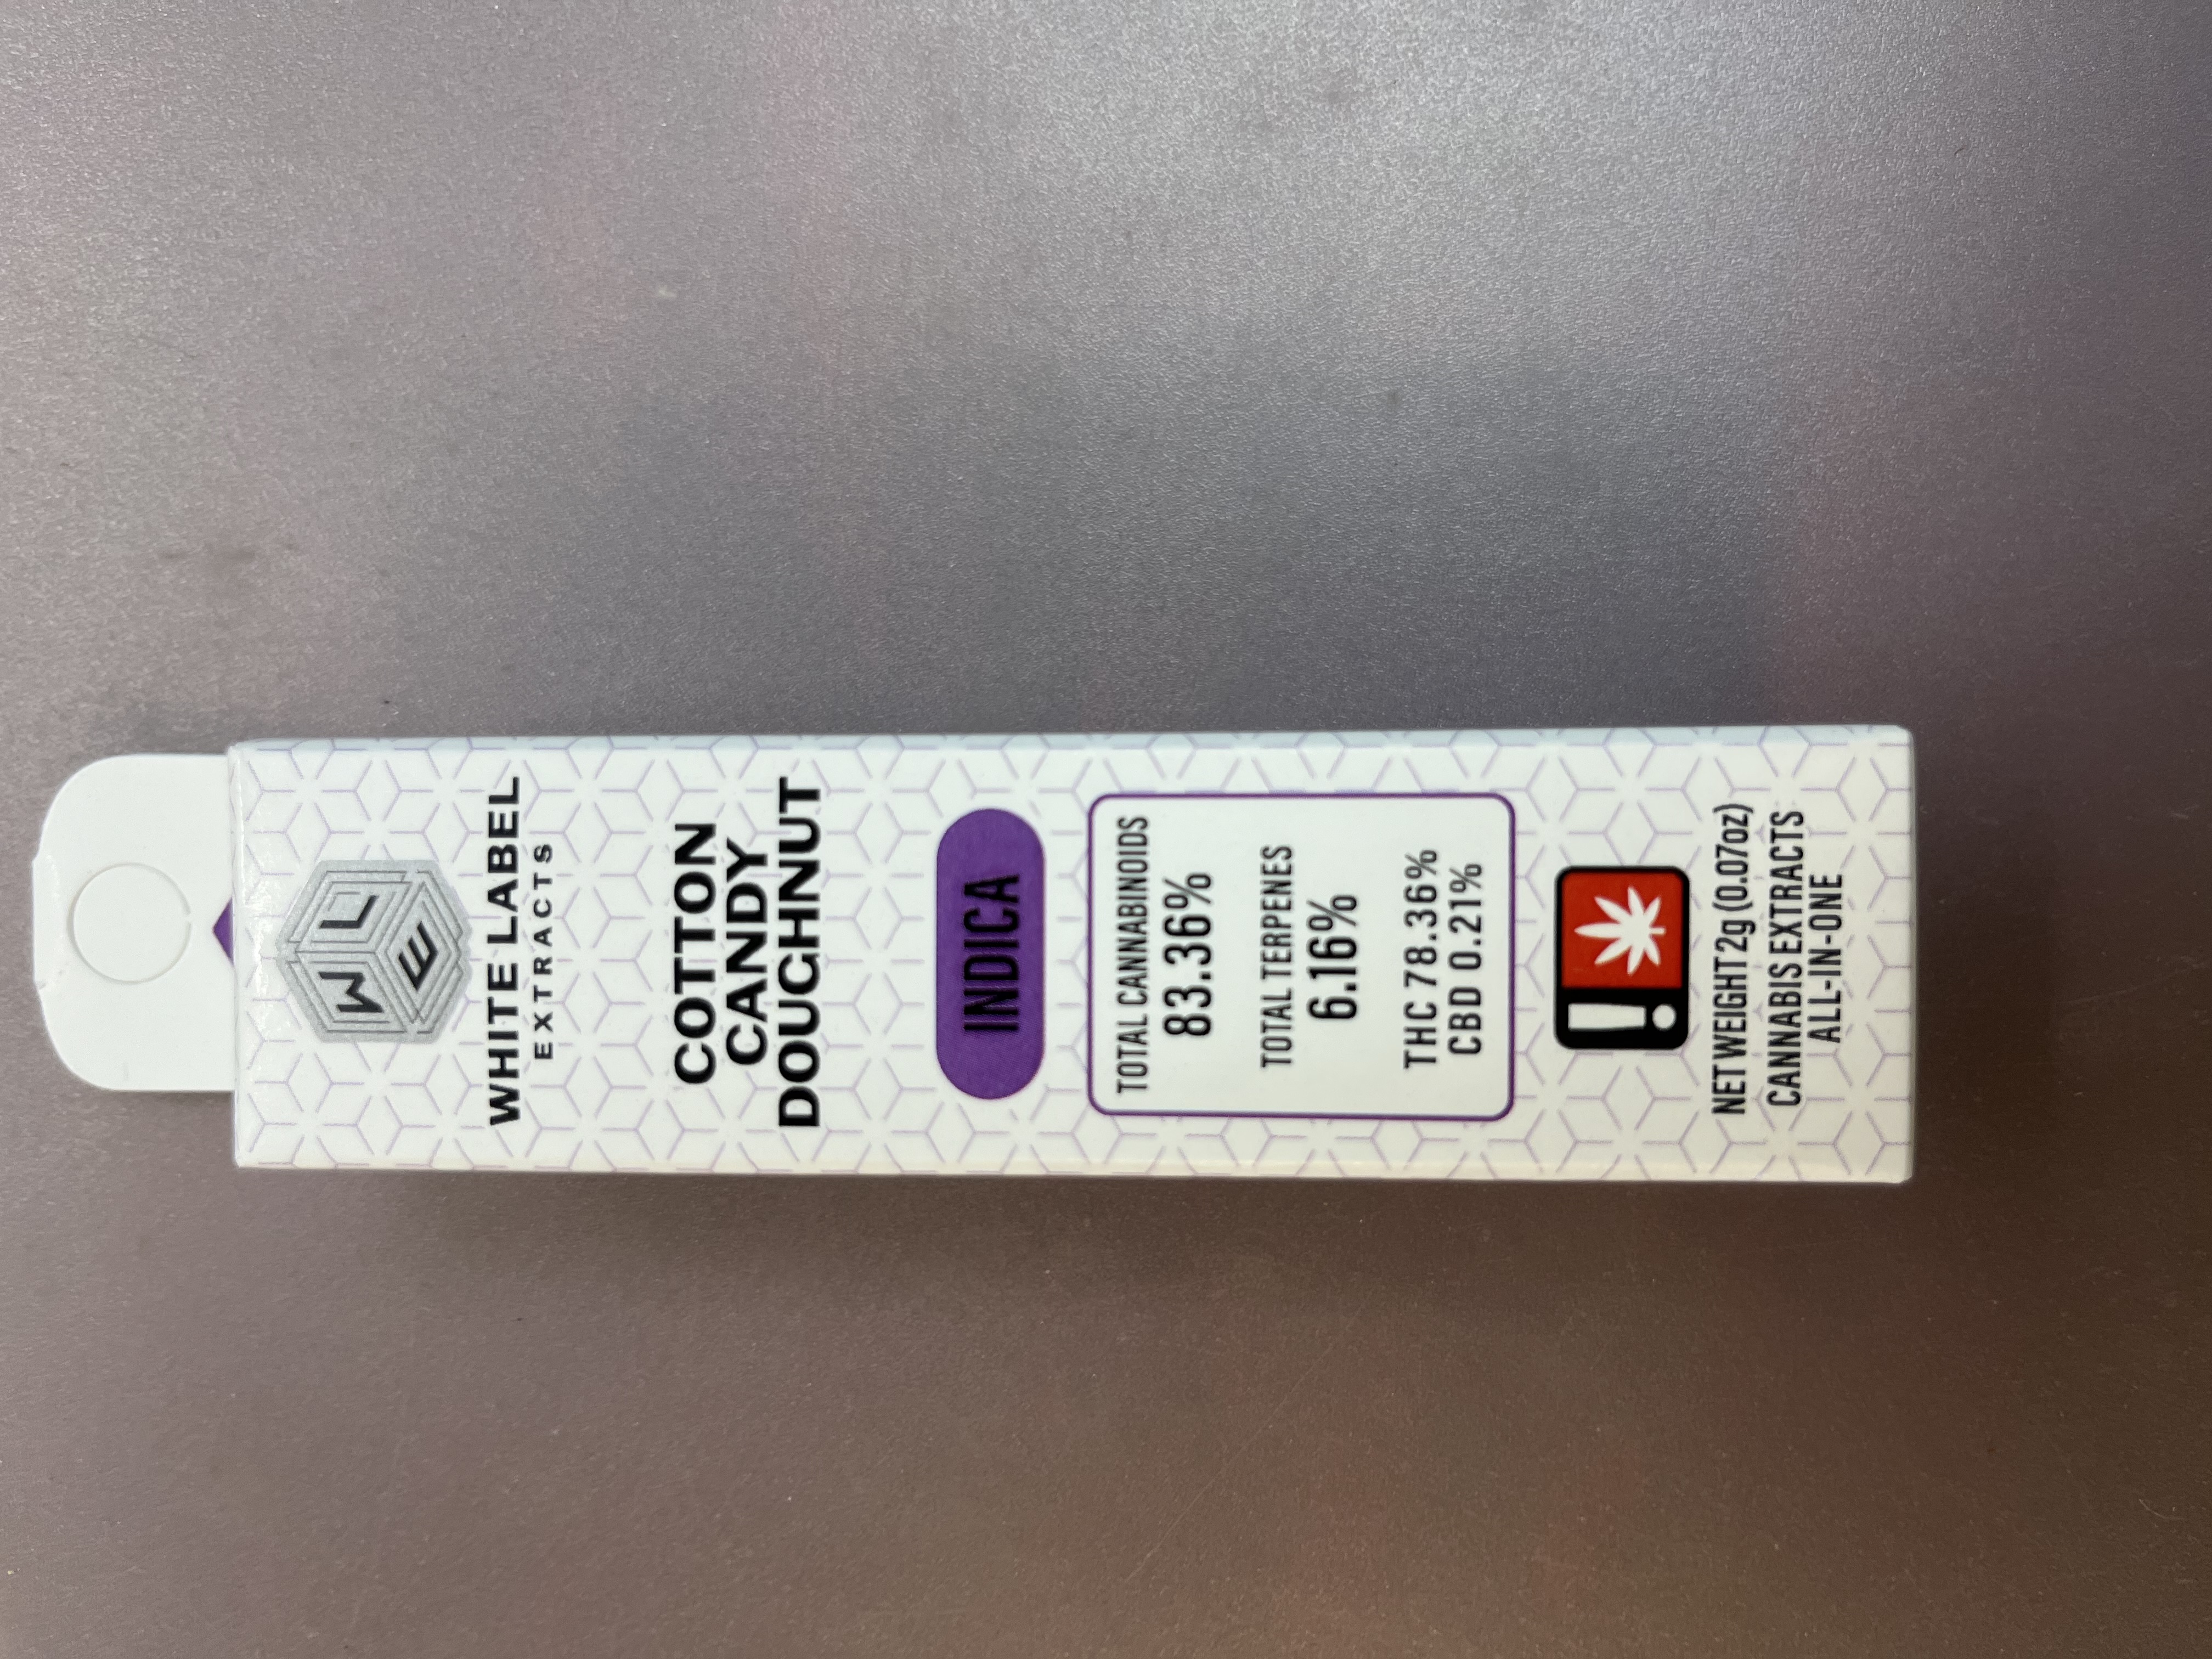 W L E
WHITE LABEL
EXTRACTS
COTTON
CANDY
DOUGHNUT
INDICA
TOTAL CANNABINOIDS
83.36%
TOTAL TERPENES
6.16%
THC 78.36%
CBD 0.21%
!
NET WEIGHT 2g (0.07oz)
CANNABIS EXTRACTS
ALL-IN-ONE